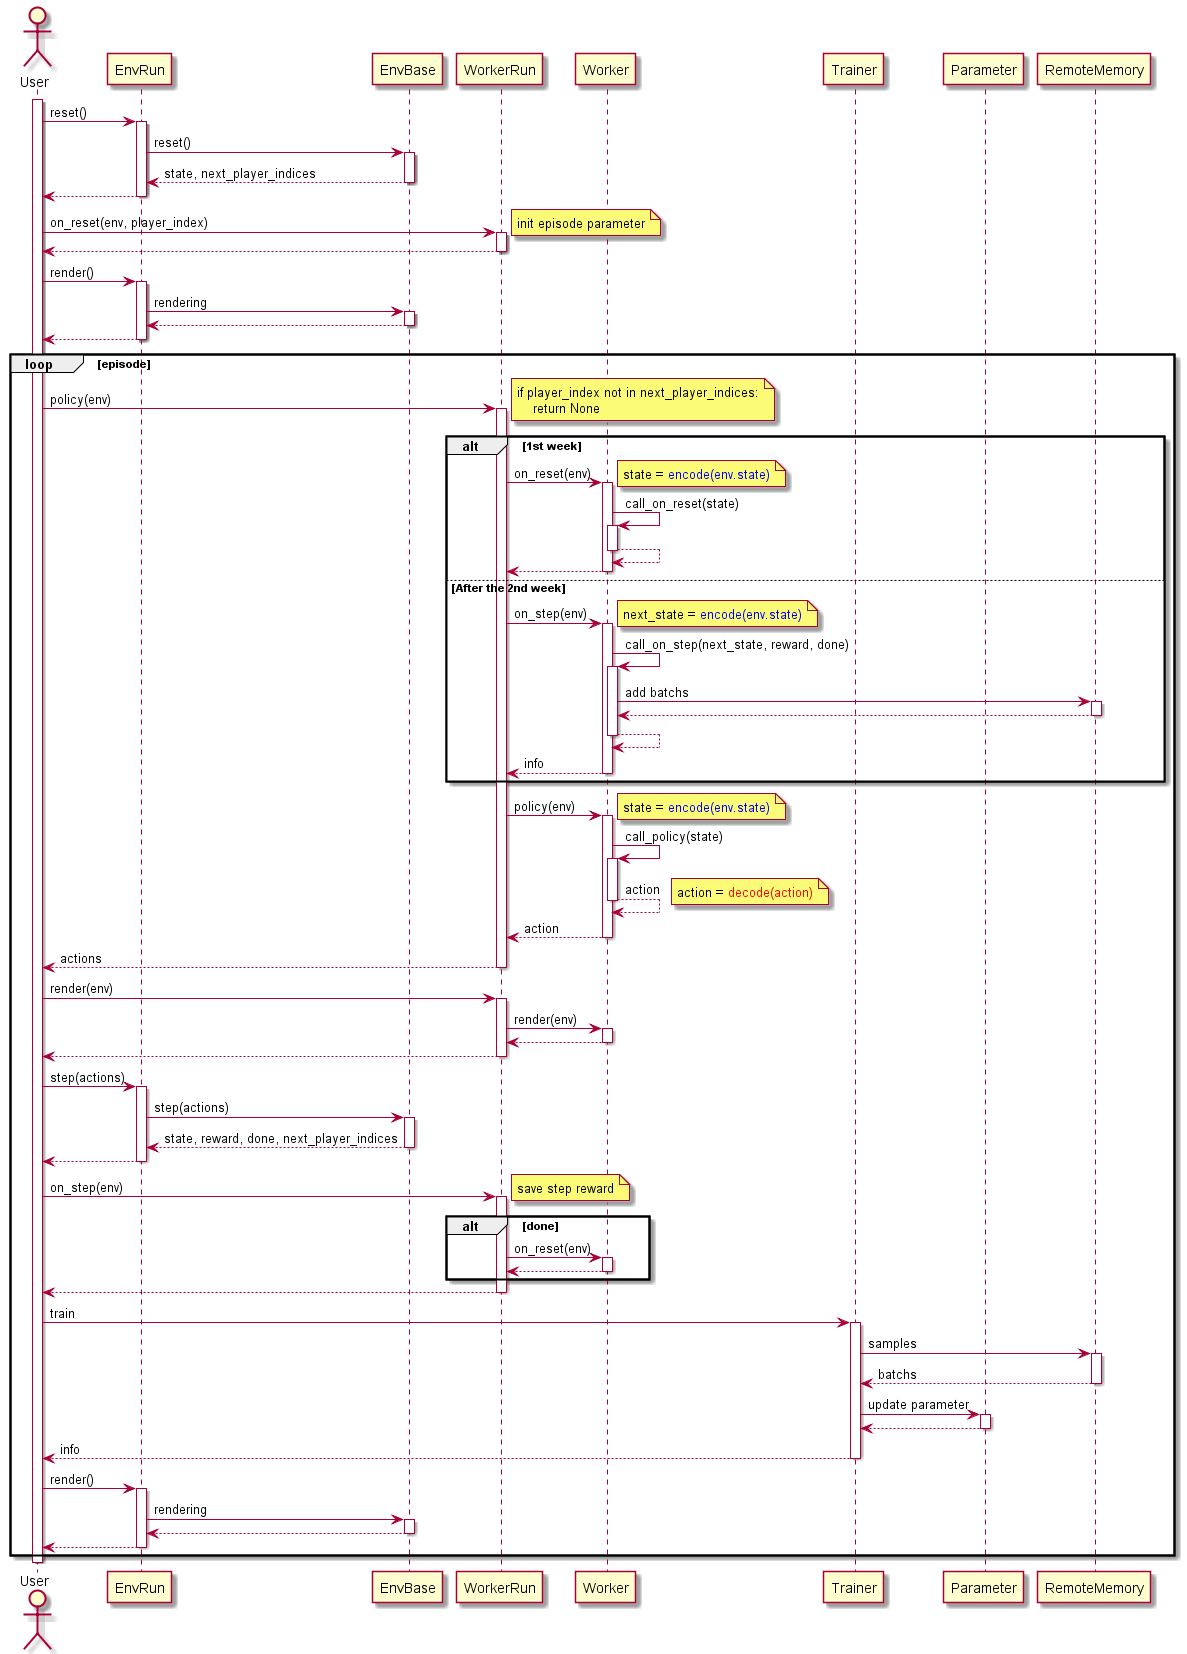 User
EnvRun
EnvBase
WorkerRun
Worker
Trainer
Parameter
RemoteMemory
reset()
reset()
state, next_player_indices
on_reset(env, player_index)
init episode parameter
render()
rendering
loop
[episode]
policy(env)
if player_index not in next_player_indices:
return None
alt
[1st week]
on_reset(env)
state = encode(env.state)
call_on_reset(state)
[After the 2nd week]
on_step(env)
next_state = encode(env.state)
call_on_step(next_state, reward, done)
add batchs
info
policy(env)
state = encode(env.state)
call_policy(state)
action
action = decode(action)
action
actions
render(env)
render(env)
step(actions)
step(actions)
state, reward, done, next_player_indices
on_step(env)
save step reward
alt
[done]
on_reset(env)
train
samples
batchs
update parameter
info
render()
rendering
User
EnvRun
EnvBase
WorkerRun
Worker
Trainer
Parameter
RemoteMemory